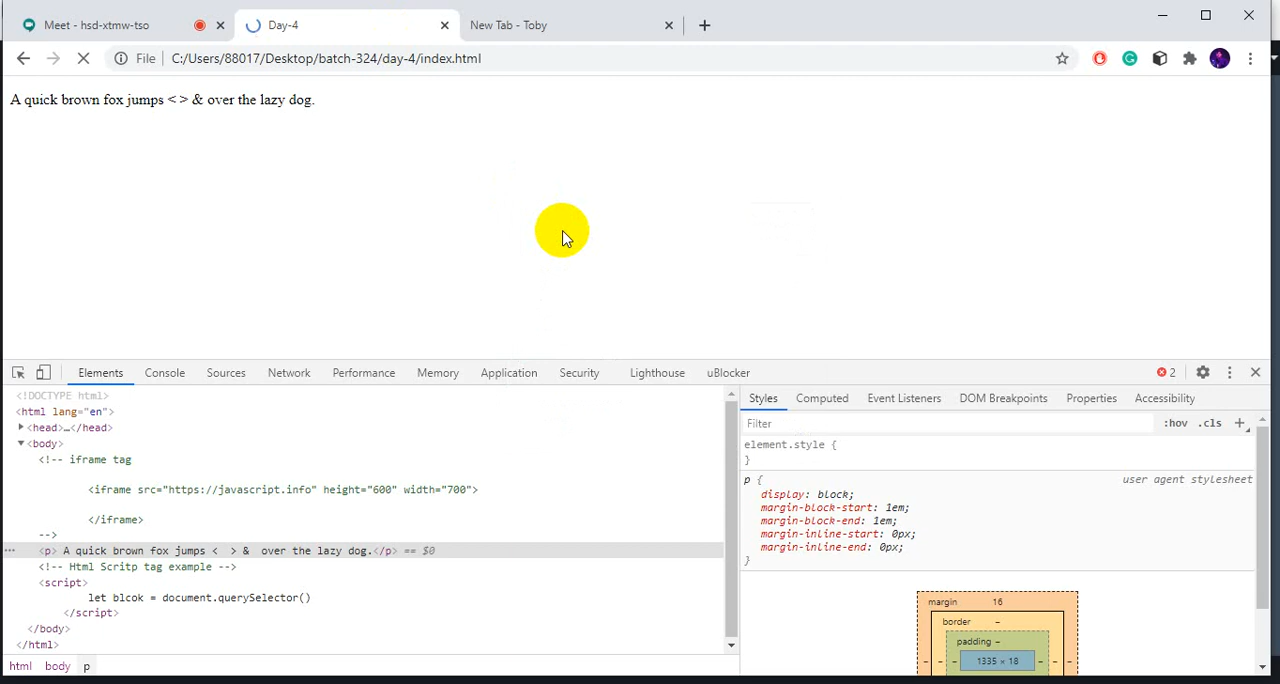 Meet - hsd-xtmw-tso
Day-4
New Tab - Toby
File
C:/Users/88017/Desktop/batch-324/day-4/index.html
A quick brown fox jumps < > & over the lazy dog.
Elements Console Sources Network Performance Memory Application Security Lighthouse uBlocker
2
<!DOCTYPE html>
<html lang="en">
<head>…</head>
<body>
<!-- iframe tag
<iframe src="https://javascript.info" height="600" width="700">
</iframe>
-->
<p> A quick brown fox jumps <  > &  over the lazy dog.</p> == $0
<!-- Html Scritp tag example -->
<script>
let blcok = document.querySelector()
</script>
</body>
</html>
html body p
Styles Computed Event Listeners DOM Breakpoints Properties Accessibility
Filter
:hov .cls +
element.style {
}
p {
user agent stylesheet
display: block;
margin-block-start: 1em;
margin-block-end: 1em;
margin-inline-start: 0px;
margin-inline-end: 0px;
}
margin 16
border –
padding –
– – – 1335 × 18 – – –